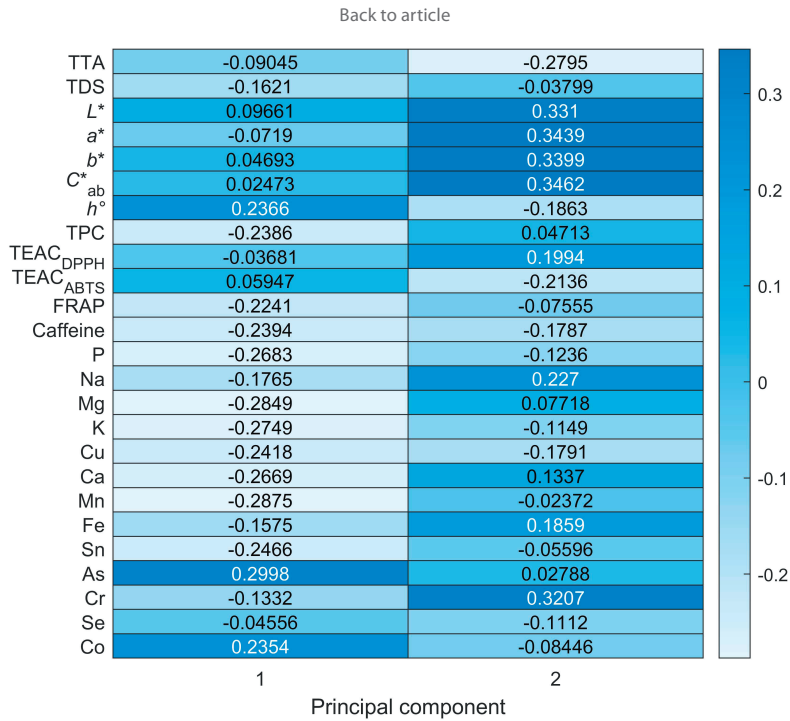 Back to article
TTA -0.09045 -0.2795
TDS -0.1621 -0.03799
L* 0.09661 0.331
a* -0.0719 0.3439
b* 0.04693 0.3399
C*ab 0.02473 0.3462
h° 0.2366 -0.1863
TPC -0.2386 0.04713
TEACDPPH -0.03681 0.1994
TEACABTS 0.05947 -0.2136
FRAP -0.2241 -0.07555
Caffeine -0.2394 -0.1787
P -0.2683 -0.1236
Na -0.1765 0.227
Mg -0.2849 0.07718
K -0.2749 -0.1149
Cu -0.2418 -0.1791
Ca -0.2669 0.1337
Mn -0.2875 -0.02372
Fe -0.1575 0.1859
Sn -0.2466 -0.05596
As 0.2998 0.02788
Cr -0.1332 0.3207
Se -0.04556 -0.1112
Co 0.2354 -0.08446
1 2
Principal component
0.3
0.2
0.1
0
-0.1
-0.2